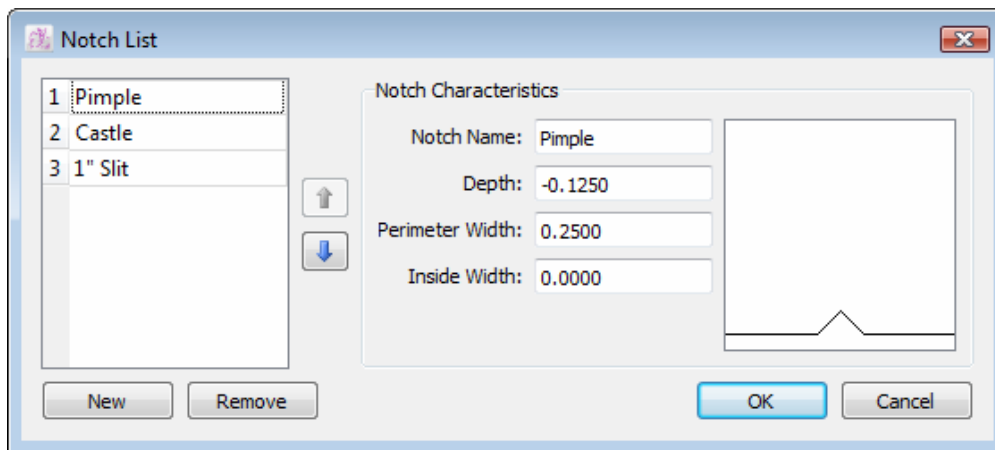 Notch List
1 Pimple
2 Castle
3 1" Slit
Notch Characteristics
Notch Name: Pimple
Depth: -0.1250
Perimeter Width: 0.2500
Inside Width: 0.0000
New Remove OK Cancel